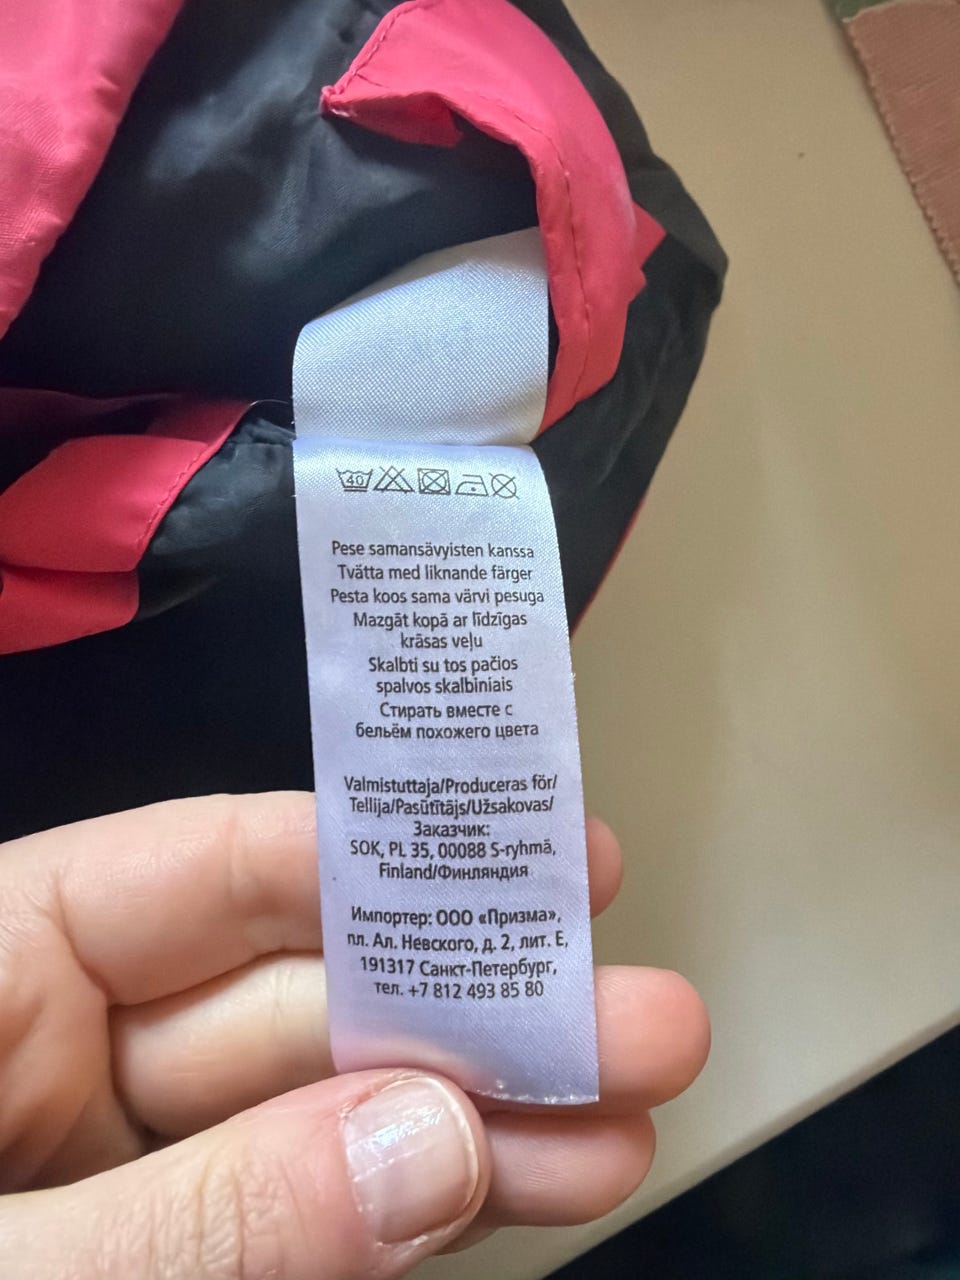 40
Pese samansävyisten kanssa
Tvätta med liknande färger
Pesta koos sama värvi pesuga
Mazgāt kopā ar līdzīgas
krāsas veļu
Skalbti su tos pačios
spalvos skalbiniais
Стирать вместе с
бельём похожего цвета
Valmistuttaja/Produceras för/
Tellija/Pasūtītājs/Užsakovas/
Заказчик:
SOK, PL 35, 00088 S-ryhmä,
Finland/Финляндия
Импортер: ООО «Призма»,
пл. Ал. Невского, д. 2, лит. Е,
191317 Санкт-Петербург,
тел. +7 812 493 85 80